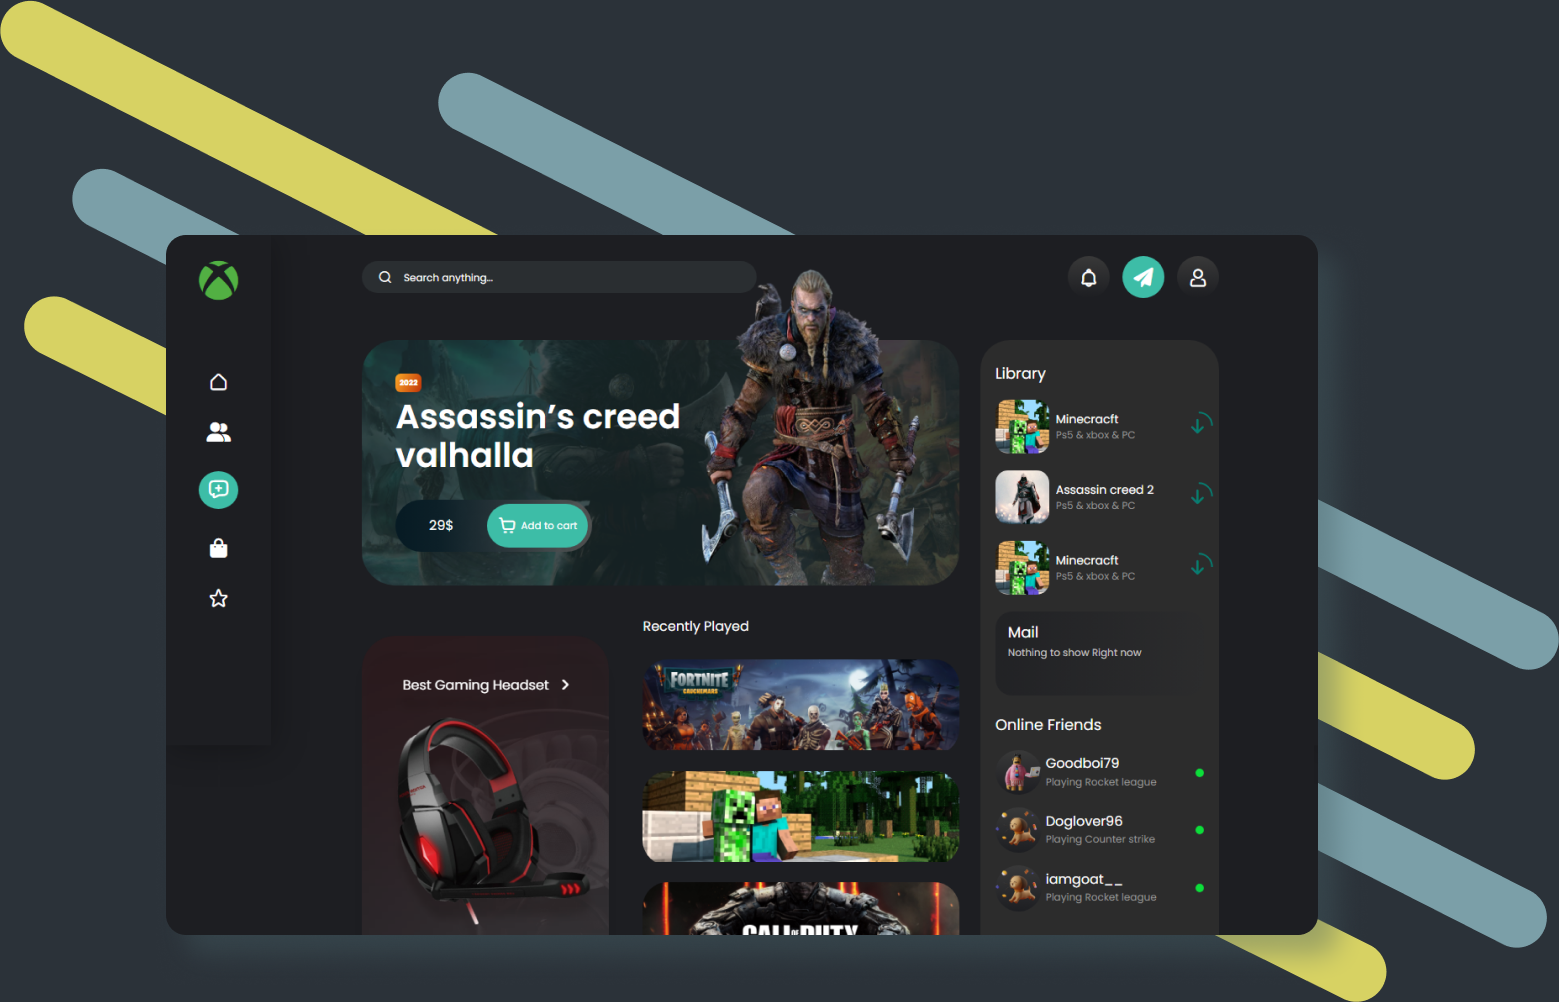 Search anything...
2022
Assassin's creed
valhalla
29$
Add to cart
Best Gaming Headset
Recently Played
FORTNITE
CALL OF DUTY
Library
Minecracft
Ps5 & xbox & PC
Assassin creed 2
Ps5 & xbox & PC
Minecracft
Ps5 & xbox & PC
Mail
Nothing to show Right now
Online Friends
Goodboi79
Playing Rocket league
Doglover96
Playing Counter strike
iamgoat__
Playing Rocket league